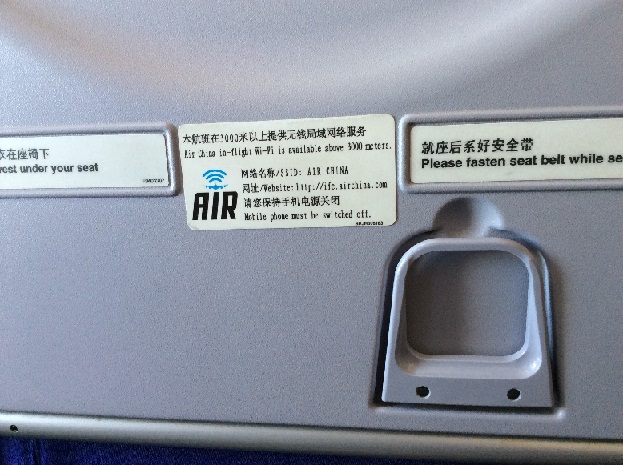 衣在座椅下
vest under your seat
本航班在3000米以上提供无线局域网络服务
Air China in-flight Wi-Fi is available above 3000 meters.
AIR
网络名称/SSID: AIR CHINA
网址/Website:http://ifc.airchina.com
请您保持手机电源关闭
Mobile phone must be switched off.
就座后系好安全带
Please fasten seat belt while se